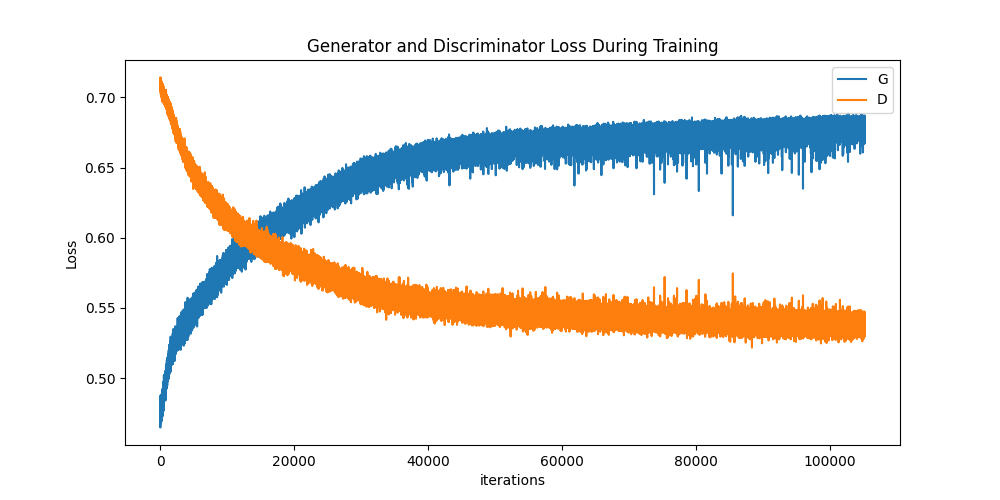 Generator and Discriminator Loss During Training
G
D
0.70
0.65
0.60
0.55
0.50
Loss
0 20000 40000 60000 80000 100000
iterations